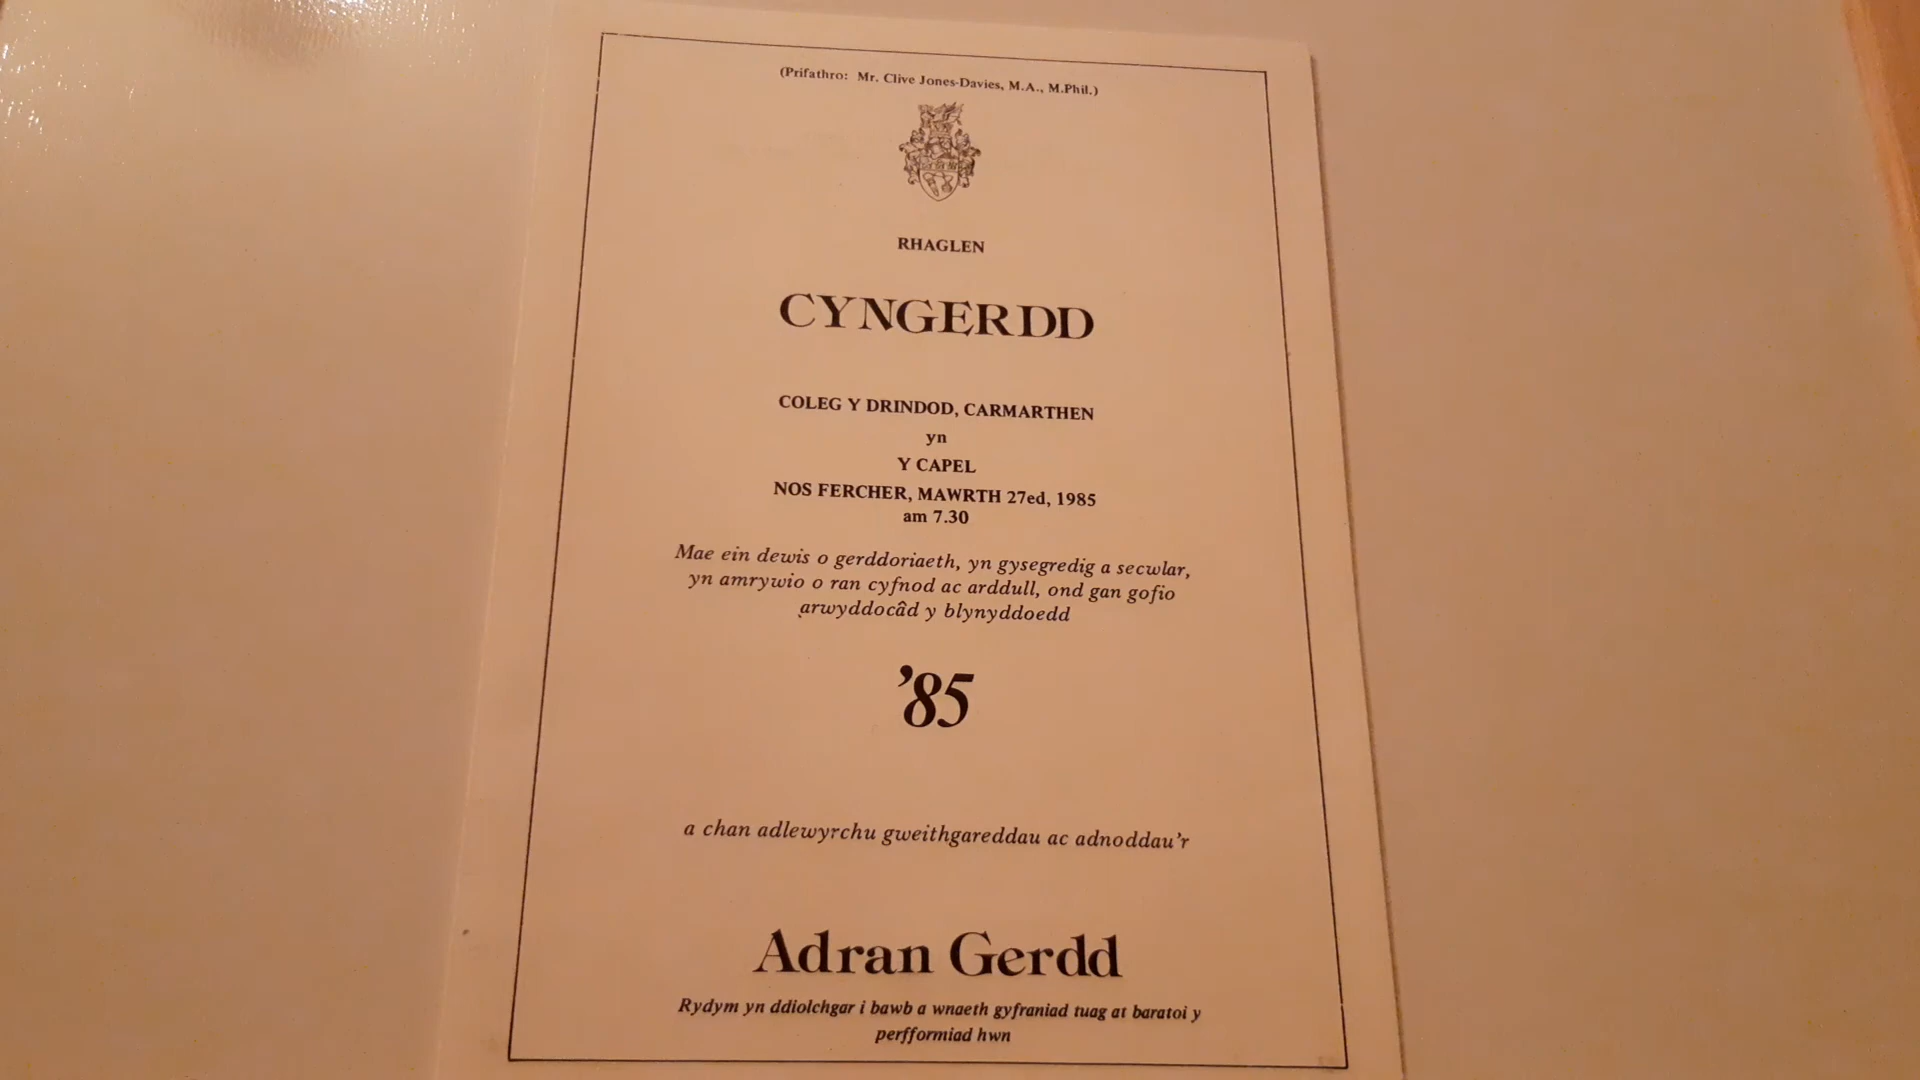 (Prifathro: Mr. Clive Jones-Davies, M.A., M.Phil.)
RHAGLEN
CYNGERDD
COLEG Y DRINDOD, CARMARTHEN
yn
Y CAPEL
NOS FERCHER, MAWRTH 27ed, 1985
am 7.30
Mae ein dewis o gerddoriaeth, yn gysegredig a secwlar,
yn amrywio o ran cyfnod ac arddull, ond gan gofio
arwyddocâd y blynyddoedd
’85
a chan adlewyrchu gweithgareddau ac adnoddau’r
Adran Gerdd
Rydym yn ddiolchgar i bawb a wnaeth gyfraniad tuag at baratoi y
perfformiad hwn